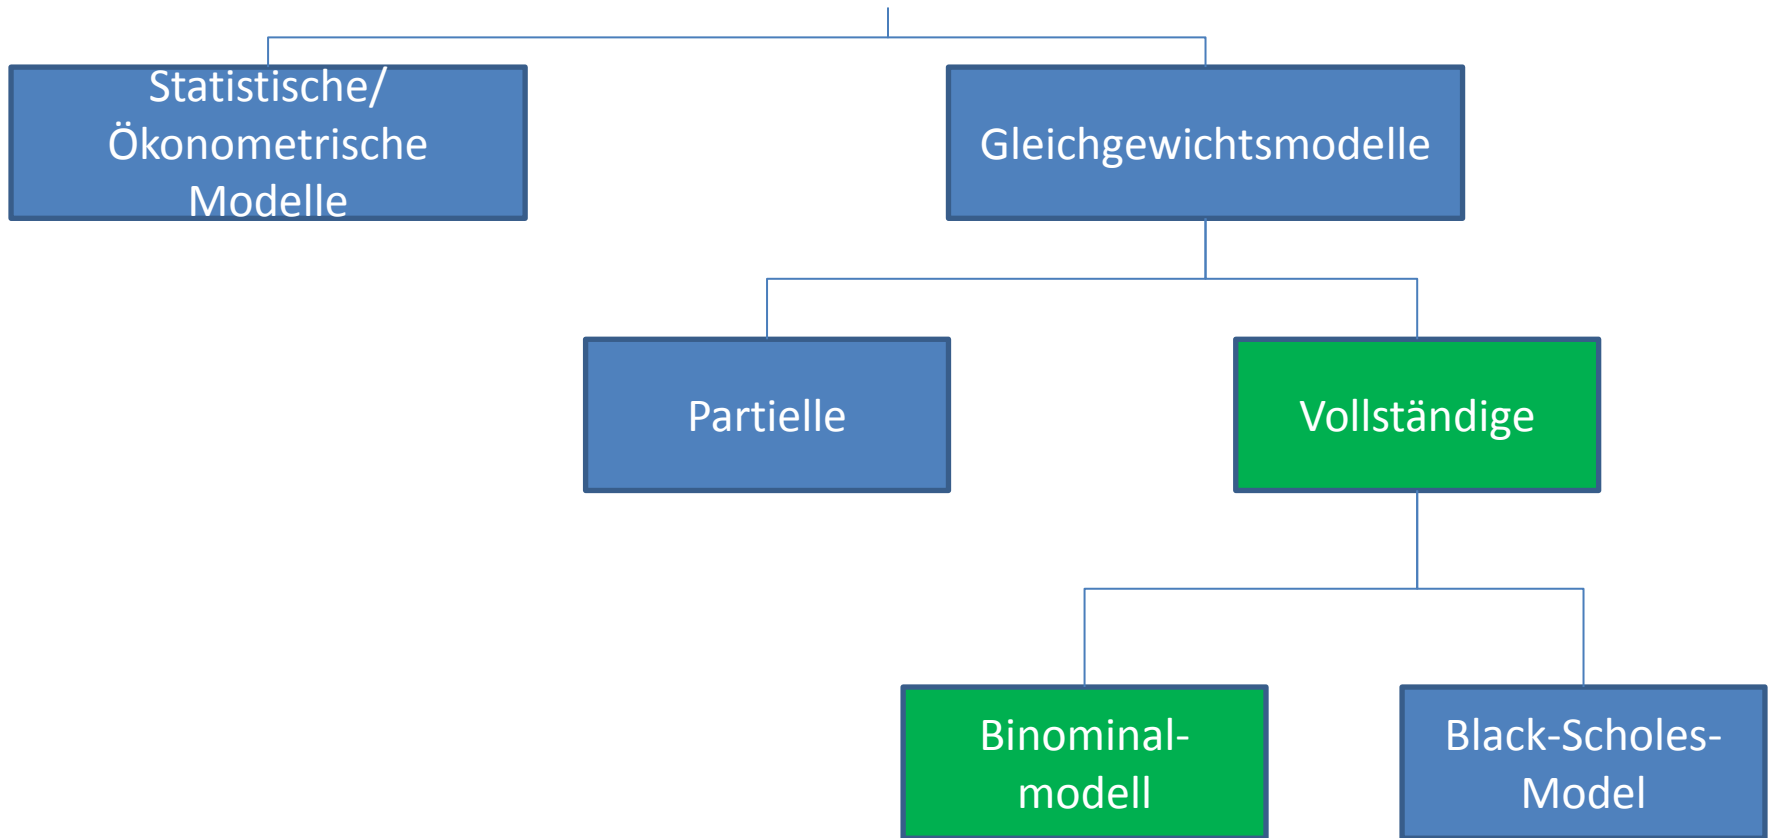 Statistische/
Ökonometrische
Modelle
Gleichgewichtsmodelle
Partielle
Vollständige
Binominal-
modell
Black-Scholes-
Model